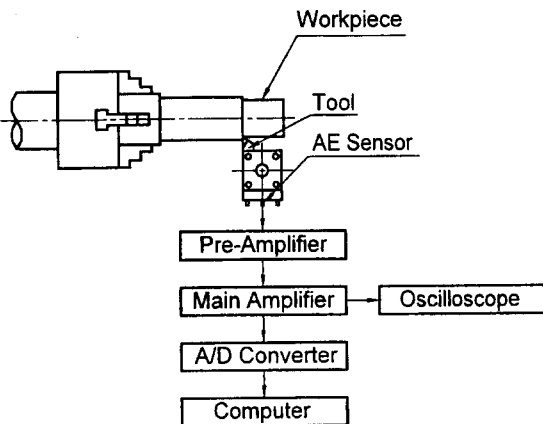 Workpiece
Tool
AE Sensor
Pre-Amplifier
Main Amplifier
Oscilloscope
A/D Converter
Computer